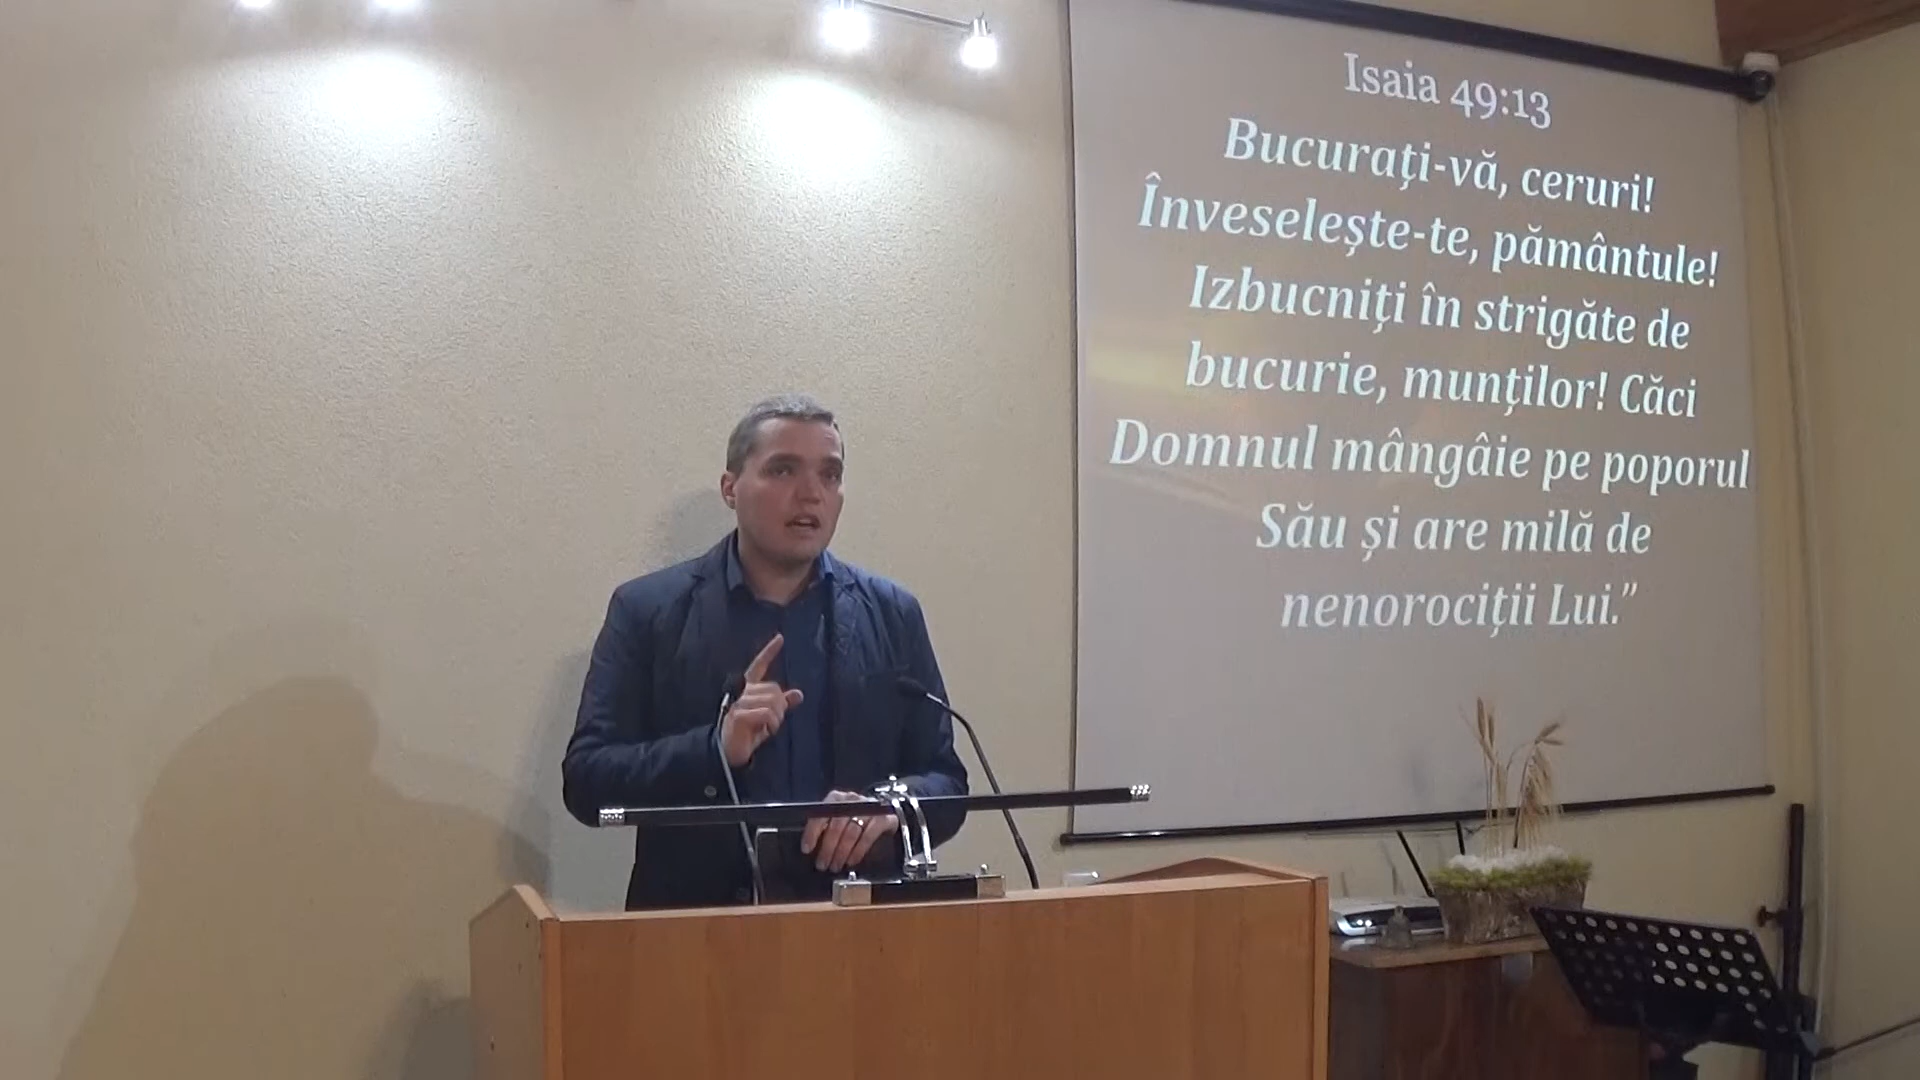 Isaia 49:13
Bucurați-vă, ceruri!
Înveselește-te, pământule!
Izbucniți în strigăte de
bucurie, munților! Căci
Domnul mângâie pe poporul
Său și are milă de
nenorociții Lui.”